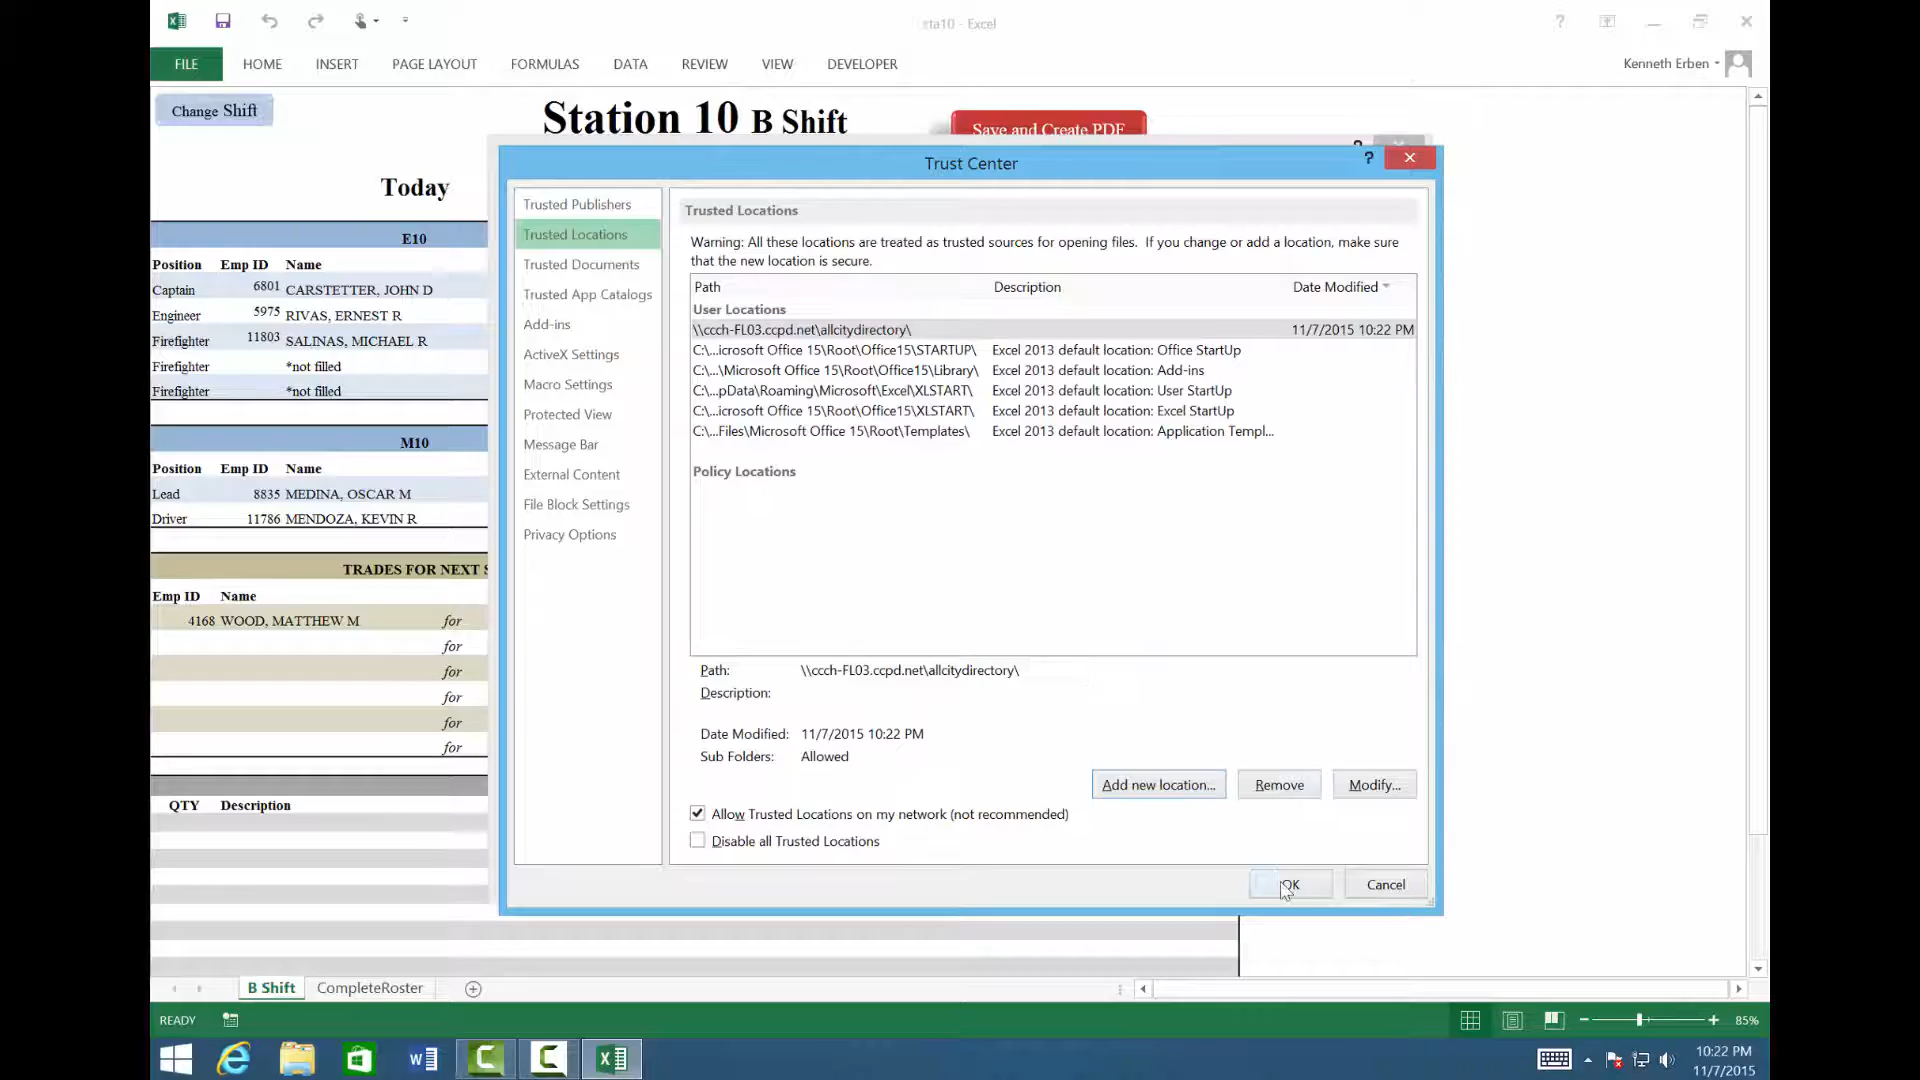 sta10 - Excel
FILE HOME INSERT PAGE LAYOUT FORMULAS DATA REVIEW VIEW DEVELOPER
Kenneth Erben
Change Shift
Station 10 B Shift
Save and Create PDF
Today
E10
Position Emp ID Name
Captain 6801 CARSTETTER, JOHN D
Engineer 5975 RIVAS, ERNEST R
Firefighter 11803 SALINAS, MICHAEL R
Firefighter *not filled
Firefighter *not filled
M10
Position Emp ID Name
Lead 8835 MEDINA, OSCAR M
Driver 11786 MENDOZA, KEVIN R
TRADES FOR NEXT S
Emp ID Name
4168 WOOD, MATTHEW M for
for
for
for
for
for
QTY Description
Trust Center
?
Trusted Publishers
Trusted Locations
Trusted Documents
Trusted App Catalogs
Add-ins
ActiveX Settings
Macro Settings
Protected View
Message Bar
External Content
File Block Settings
Privacy Options
Trusted Locations
Warning: All these locations are treated as trusted sources for opening files. If you change or add a location, make sure
that the new location is secure.
Path Description Date Modified
User Locations
\\ccch-FL03.ccpd.net\allcitydirectory\ 11/7/2015 10:22 PM
C:\...icrosoft Office 15\Root\Office15\STARTUP\ Excel 2013 default location: Office StartUp
C:\...\Microsoft Office 15\Root\Office15\Library\ Excel 2013 default location: Add-ins
C:\...pData\Roaming\Microsoft\Excel\XLSTART\ Excel 2013 default location: User StartUp
C:\...icrosoft Office 15\Root\Office15\XLSTART\ Excel 2013 default location: Excel StartUp
C:\...Files\Microsoft Office 15\Root\Templates\ Excel 2013 default location: Application Templ...
Policy Locations
Path: \\ccch-FL03.ccpd.net\allcitydirectory\
Description:
Date Modified: 11/7/2015 10:22 PM
Sub Folders: Allowed
Add new location... Remove Modify...
Allow Trusted Locations on my network (not recommended)
Disable all Trusted Locations
OK Cancel
B Shift CompleteRoster
READY
85%
10:22 PM
11/7/2015